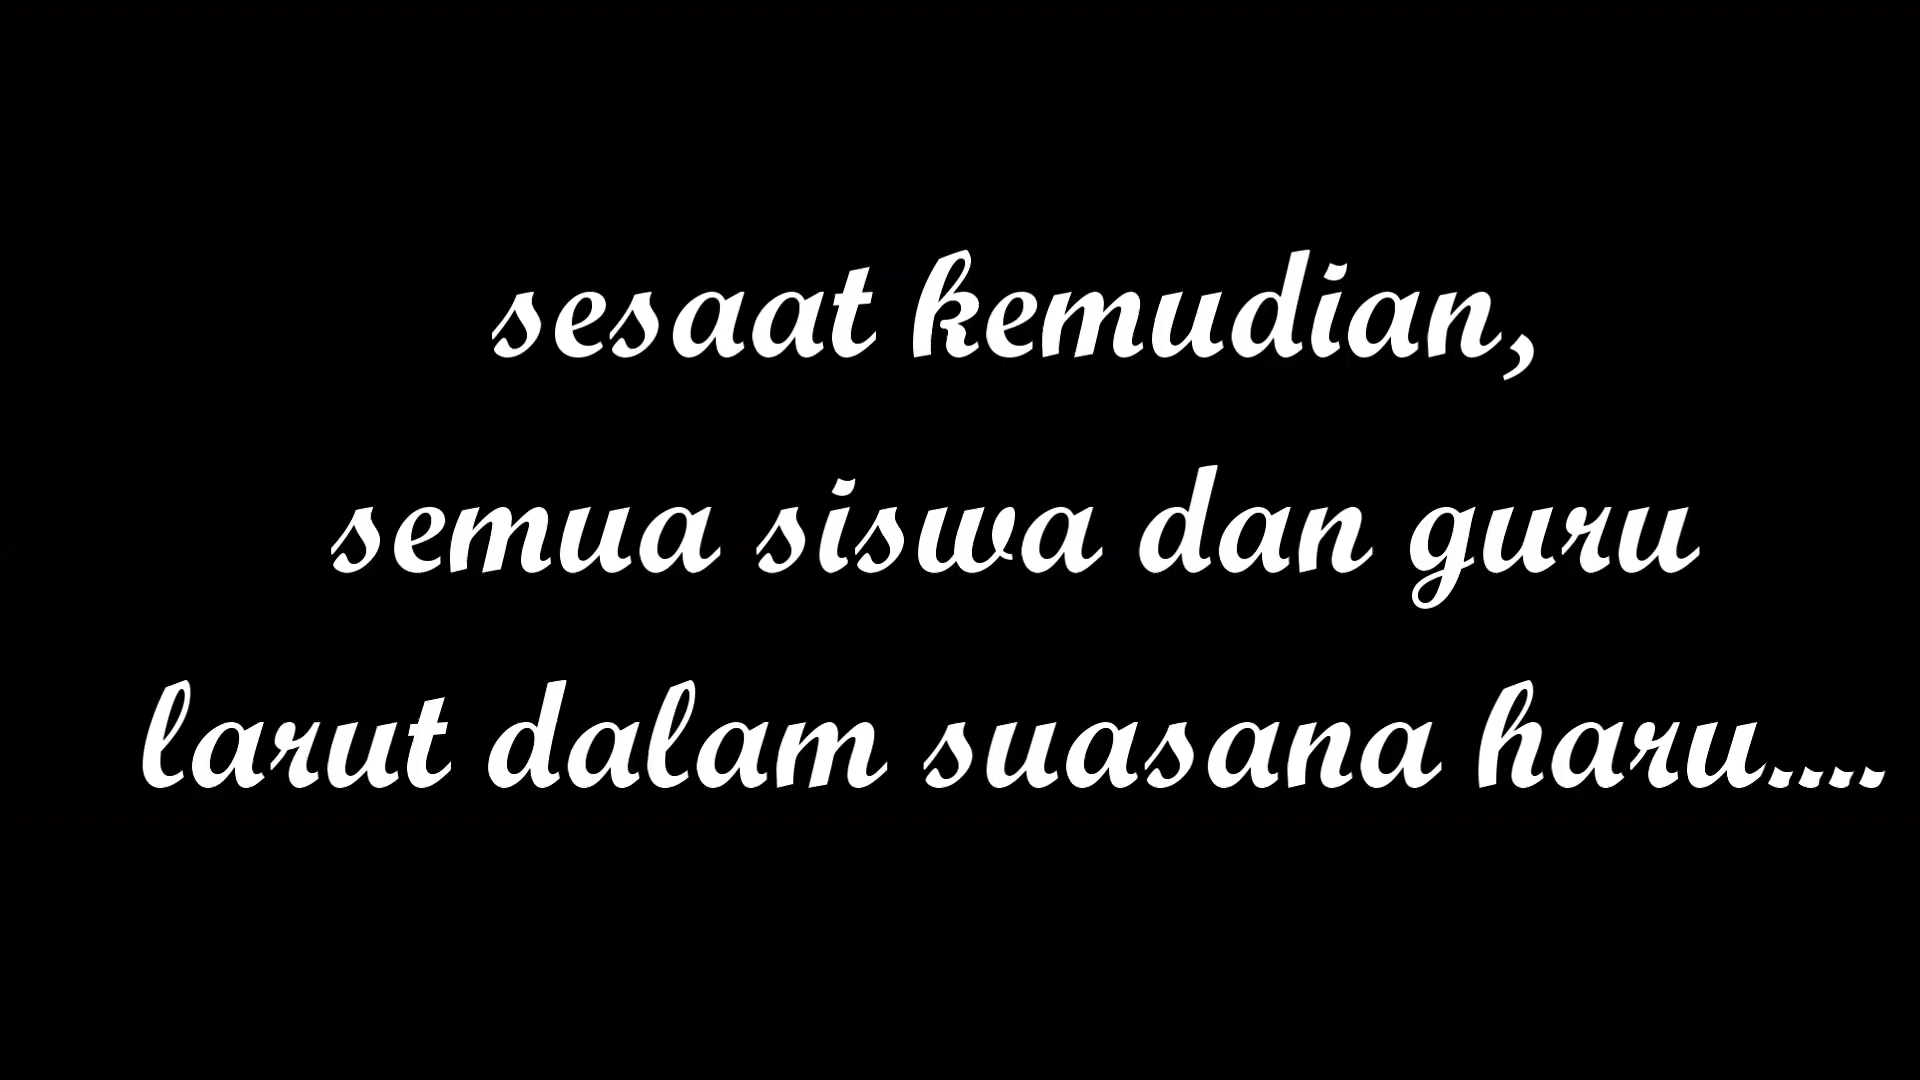 sesaat kemudian,
semua siswa dan guru
larut dalam suasana haru....